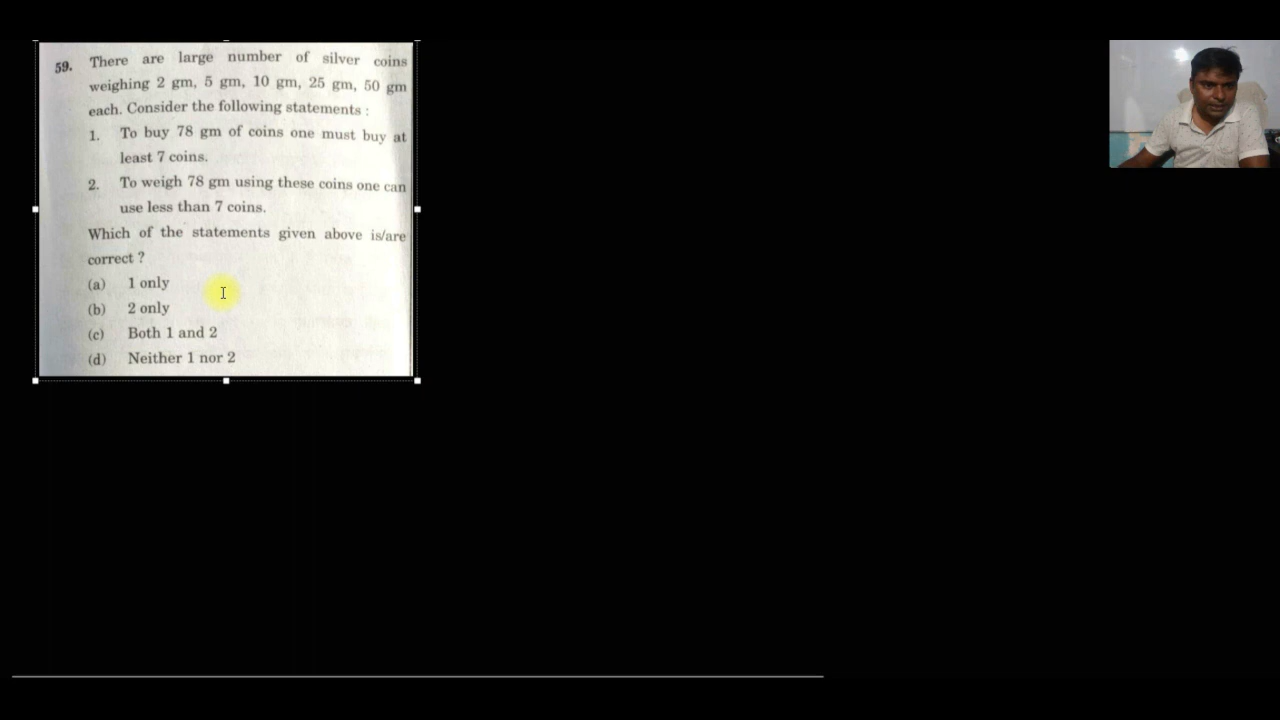 59. There are large number of silver coins
weighing 2 gm, 5 gm, 10 gm, 25 gm, 50 gm
each. Consider the following statements :
1. To buy 78 gm of coins one must buy at
least 7 coins.
2. To weigh 78 gm using these coins one can
use less than 7 coins.
Which of the statements given above is/are
correct ?
(a) 1 only
(b) 2 only
(c) Both 1 and 2
(d) Neither 1 nor 2